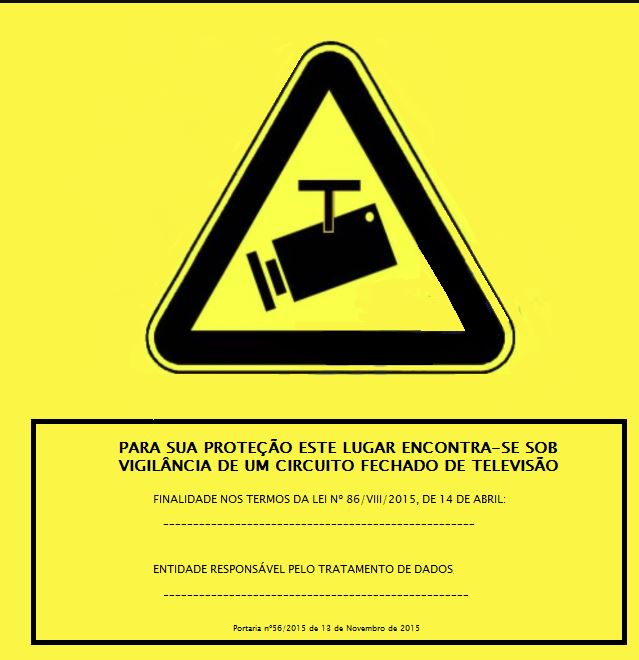 PARA SUA PROTEÇÃO ESTE LUGAR ENCONTRA-SE SOB
VIGILÂNCIA DE UM CIRCUITO FECHADO DE TELEVISÃO
FINALIDADE NOS TERMOS DA LEI Nº 86/VIII/2015, DE 14 DE ABRIL:
ENTIDADE RESPONSÁVEL PELO TRATAMENTO DE DADOS
Portaria nº56/2015 de 13 de Novembro de 2015